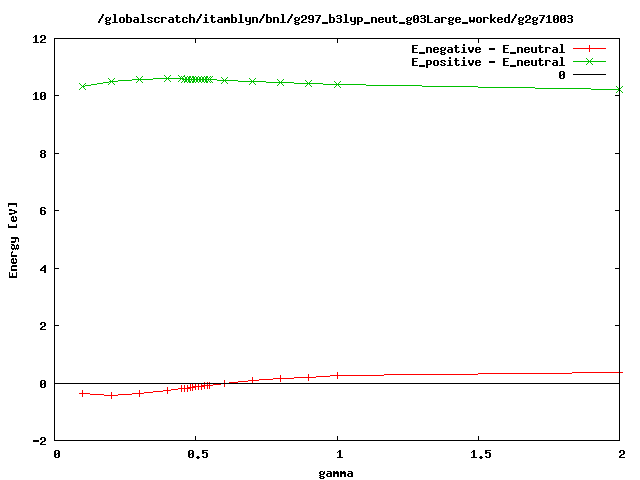 /globalscratch/itamblyn/bnl/g297_b3lyp_neut_g03Large_worked/g2g71003
E_negative - E_neutral
E_positive - E_neutral
0
12
10
8
6
4
2
0
-2
Energy [eV]
0 0.5 1 1.5 2
gamma